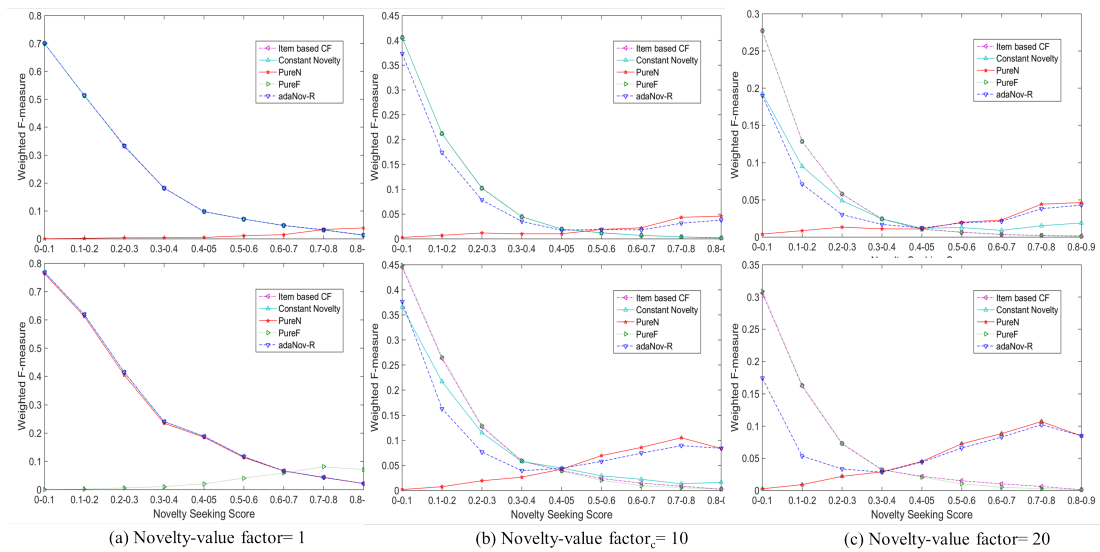 0.8
0.7
0.6
0.5
0.4
0.3
0.2
0.1
0
Weighted F-measure
Item based CF
Constant Novelty
PureN
PureF
adaNov-R
0-0.1 0.1-0.2 0.2-0.3 0.3-0.4 0.4-05 0.5-0.6 0.6-0.7 0.7-0.8 0.8-0
0.45
0.4
0.35
0.3
0.25
0.2
0.15
0.1
0.05
0
Weighted F-measure
Item based CF
Constant Novelty
PureN
PureF
adaNov-R
0-0.1 0.1-0.2 0.2-0.3 0.3-0.4 0.4-05 0.5-0.6 0.6-0.7 0.7-0.8 0.8-0
0.3
0.25
0.2
0.15
0.1
0.05
0
Weighted F-measure
Item based CF
Constant Novelty
PureN
PureF
adaNov-R
0-0.1 0.1-0.2 0.2-0.3 0.3-0.4 0.4-05 0.5-0.6 0.6-0.7 0.7-0.8 0.8-0.9
Novelty Seeking Score
0.8
0.7
0.6
0.5
0.4
0.3
0.2
0.1
0
Weighted F-measure
Item based CF
Constant Novelty
PureN
PureF
adaNov-R
0-0.1 0.1-0.2 0.2-0.3 0.3-0.4 0.4-05 0.5-0.6 0.6-0.7 0.7-0.8 0.8-
Novelty Seeking Score
0.45
0.4
0.35
0.3
0.25
0.2
0.15
0.1
0.05
0
Weighted F-measure
Item based CF
Constant Novelty
PureN
PureF
adaNov-R
0-0.1 0.1-0.2 0.2-0.3 0.3-0.4 0.4-05 0.5-0.6 0.6-0.7 0.7-0.8 0.8-0
Novelty Seeking Score
0.35
0.3
0.25
0.2
0.15
0.1
0.05
0
Weighted F-measure
Item based CF
Constant Novelty
PureN
PureF
adaNov-R
0-0.1 0.1-0.2 0.2-0.3 0.3-0.4 0.4-05 0.5-0.6 0.6-0.7 0.7-0.8 0.8-0.9
Novelty Seeking Score
(a) Novelty-value factor= 1
(b) Novelty-value factorc= 10
(c) Novelty-value factor= 20